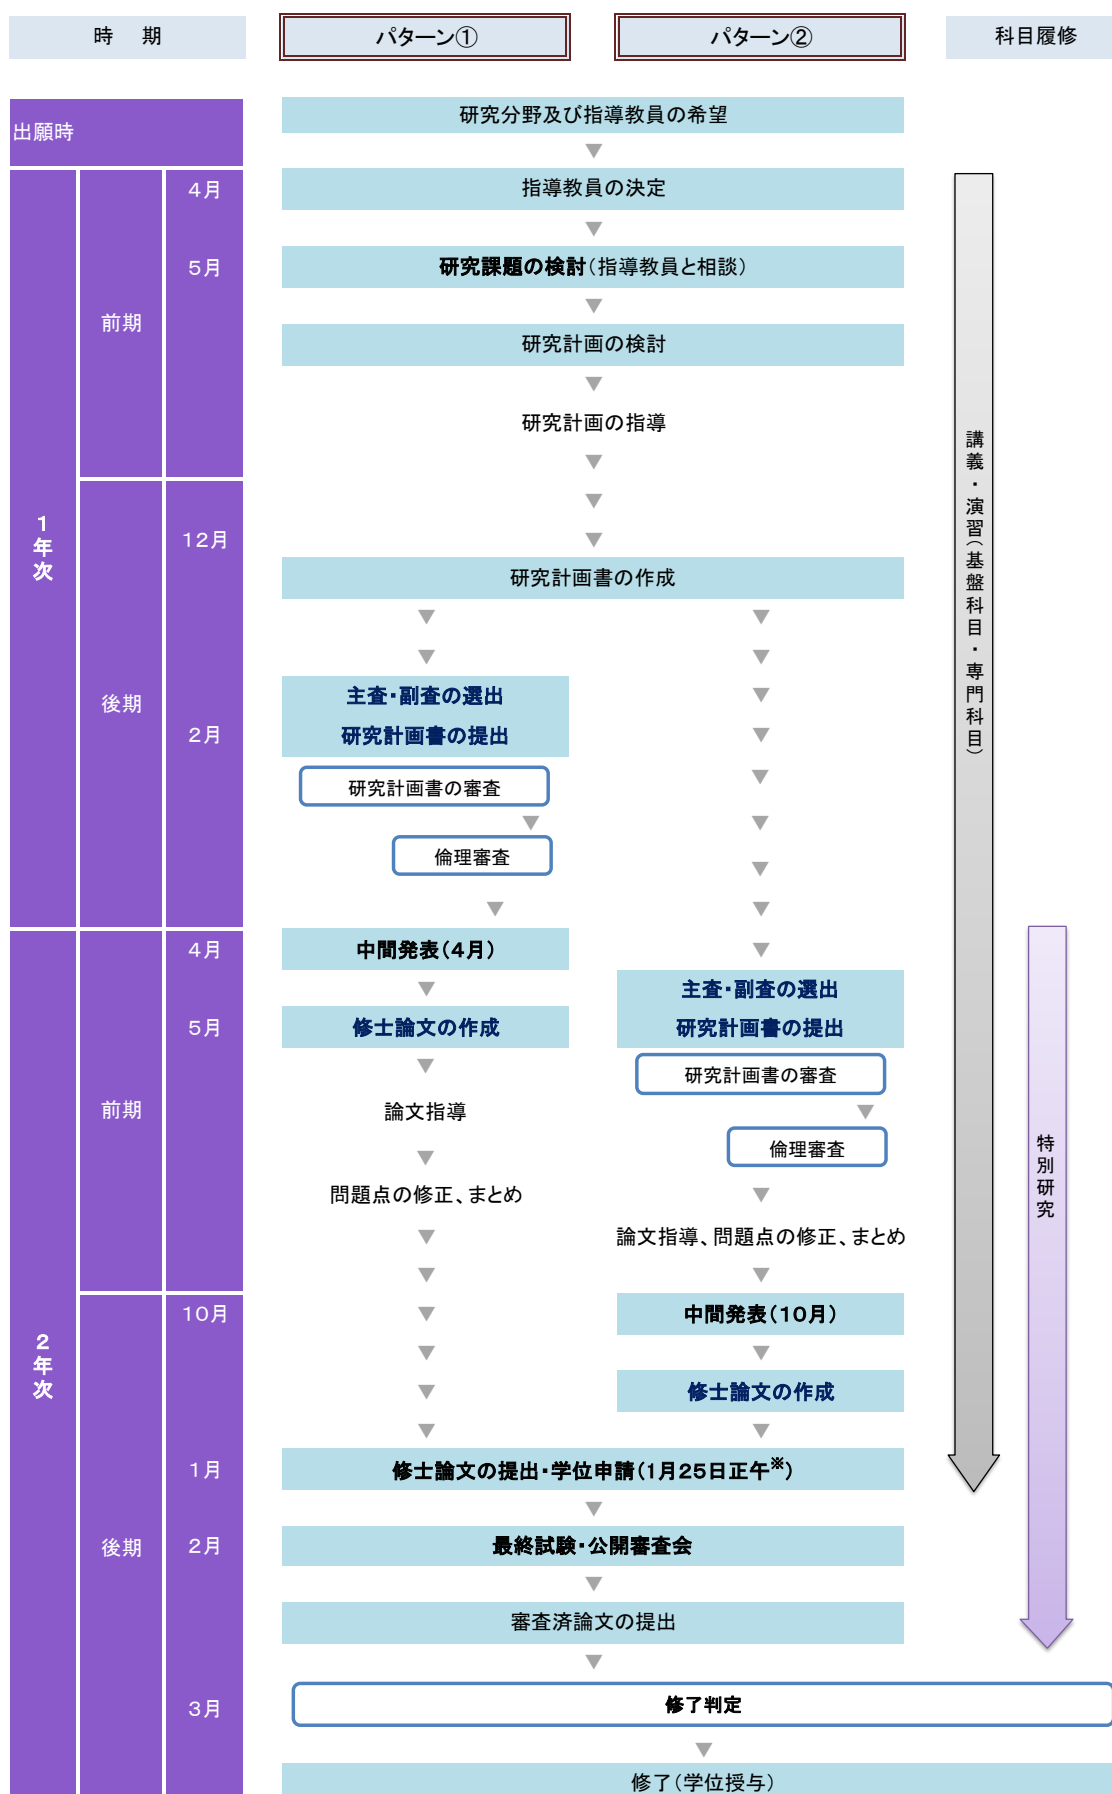 時　期
パターン①
パターン②
科目履修
出願時
研究分野及び指導教員の希望
1年次
前期
4月
指導教員の決定
5月
研究課題の検討（指導教員と相談）
研究計画の検討
研究計画の指導
後期
12月
研究計画書の作成
2月
主査・副査の選出
研究計画書の提出
研究計画書の審査
倫理審査
2年次
前期
4月
中間発表（4月）
5月
修士論文の作成
論文指導
問題点の修正、まとめ
主査・副査の選出
研究計画書の提出
研究計画書の審査
倫理審査
論文指導、問題点の修正、まとめ
後期
10月
中間発表（10月）
修士論文の作成
1月
修士論文の提出・学位申請（1月25日正午※）
2月
最終試験・公開審査会
審査済論文の提出
3月
修了判定
修了（学位授与）
講義・演習（基盤科目・専門科目）
特別研究